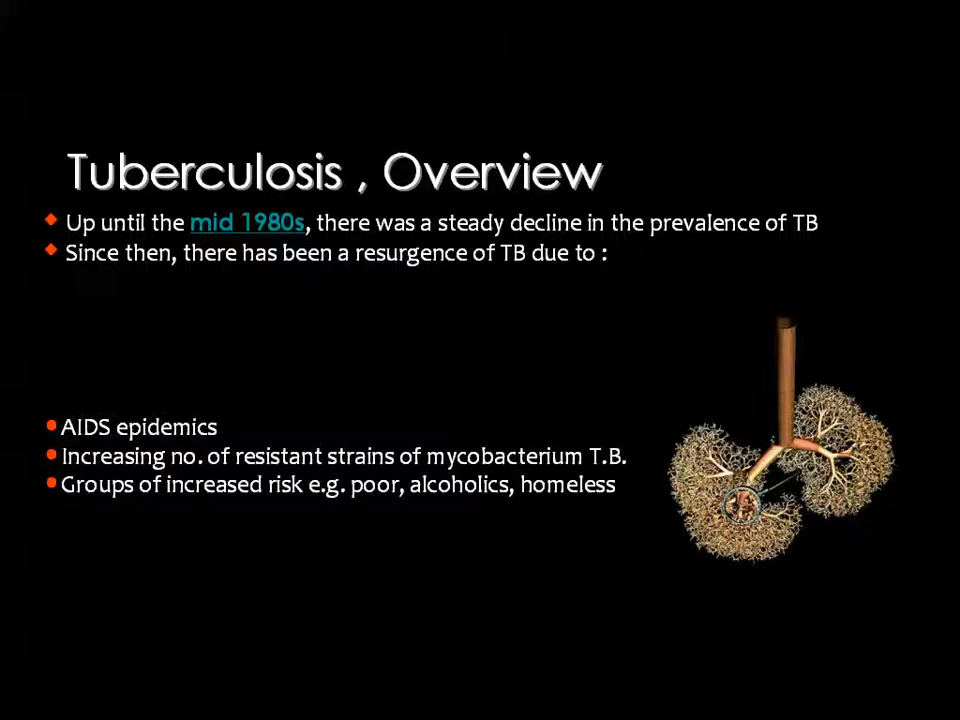 Tuberculosis , Overview
Up until the mid 1980s, there was a steady decline in the prevalence of TB
Since then, there has been a resurgence of TB due to :
AIDS epidemics
Increasing no. of resistant strains of mycobacterium T.B.
Groups of increased risk e.g. poor, alcoholics, homeless